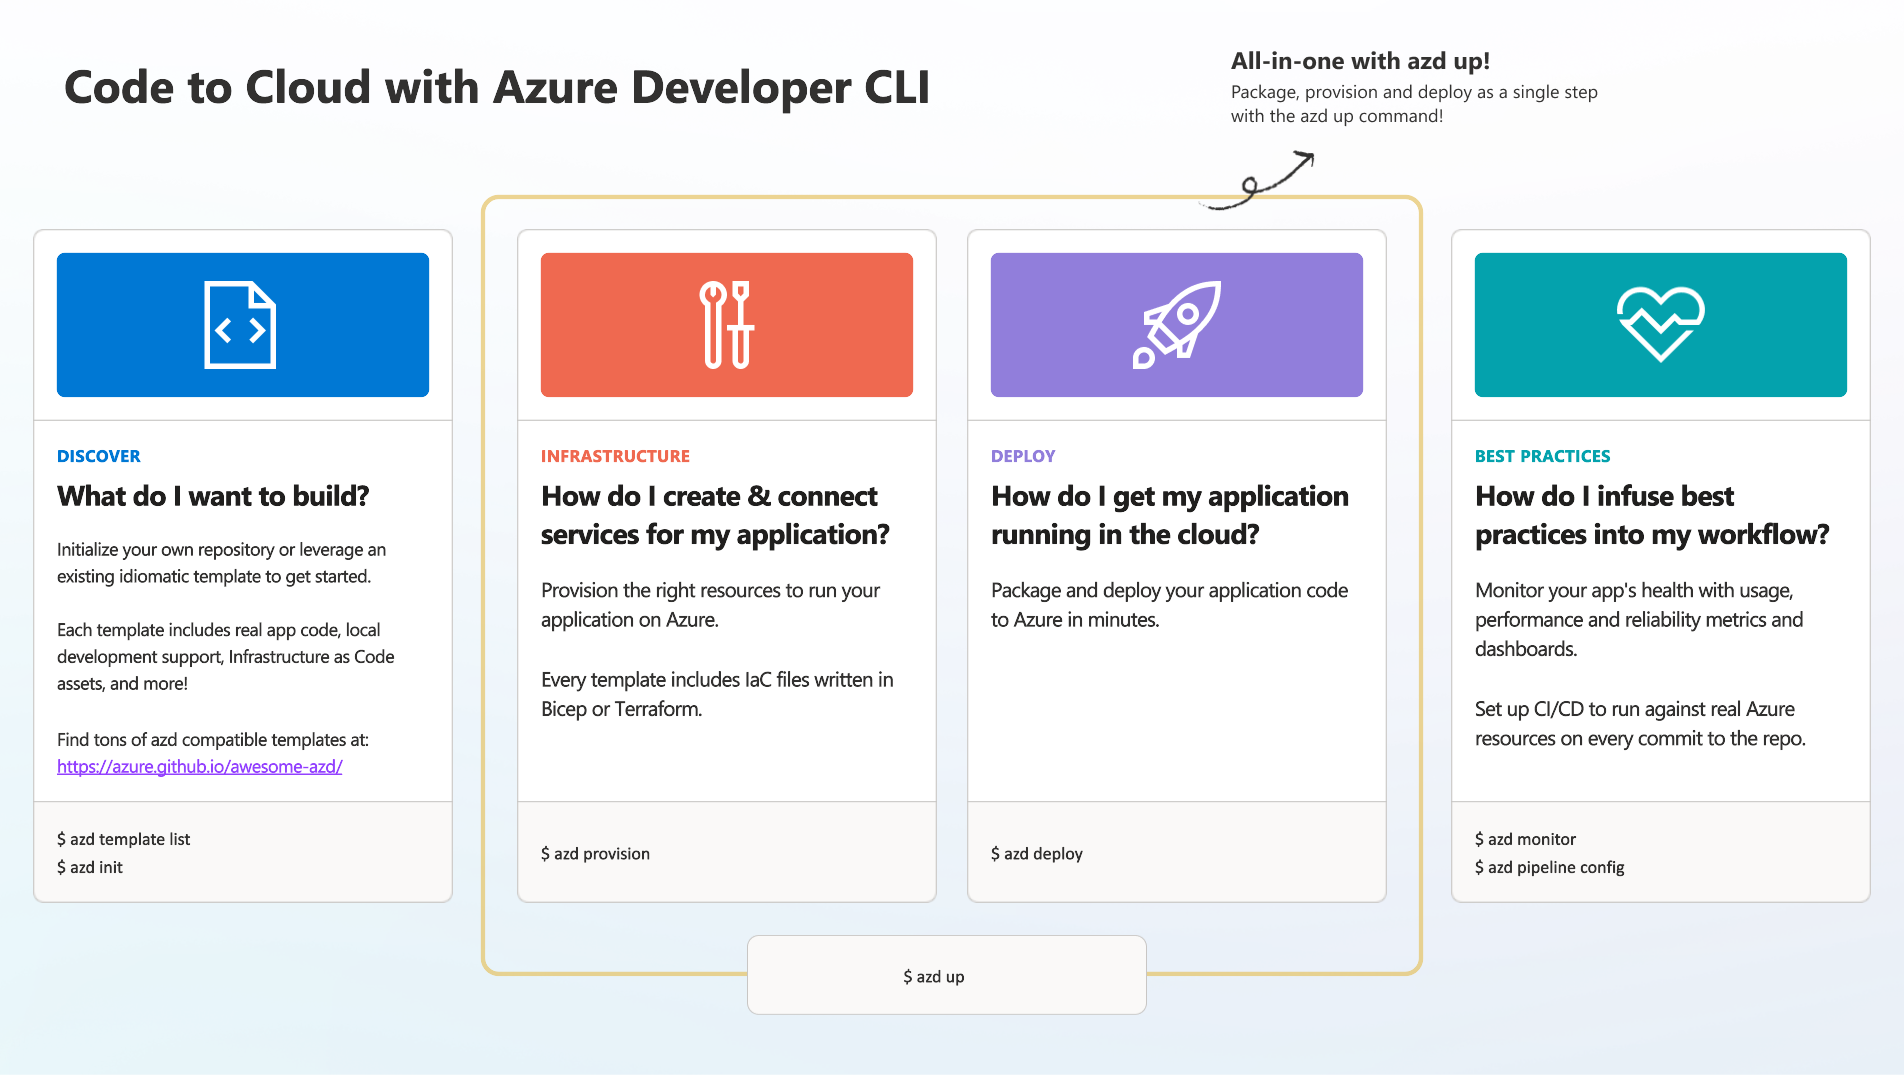 Code to Cloud with Azure Developer CLI
All-in-one with azd up!
Package, provision and deploy as a single step
with the azd up command!
DISCOVER
What do I want to build?
Initialize your own repository or leverage an
existing idiomatic template to get started.
Each template includes real app code, local
development support, Infrastructure as Code
assets, and more!
Find tons of azd compatible templates at:
https://azure.github.io/awesome-azd/
$ azd template list
$ azd init
INFRASTRUCTURE
How do I create & connect
services for my application?
Provision the right resources to run your
application on Azure.
Every template includes IaC files written in
Bicep or Terraform.
$ azd provision
DEPLOY
How do I get my application
running in the cloud?
Package and deploy your application code
to Azure in minutes.
$ azd deploy
BEST PRACTICES
How do I infuse best
practices into my workflow?
Monitor your app's health with usage,
performance and reliability metrics and
dashboards.
Set up CI/CD to run against real Azure
resources on every commit to the repo.
$ azd monitor
$ azd pipeline config
$ azd up